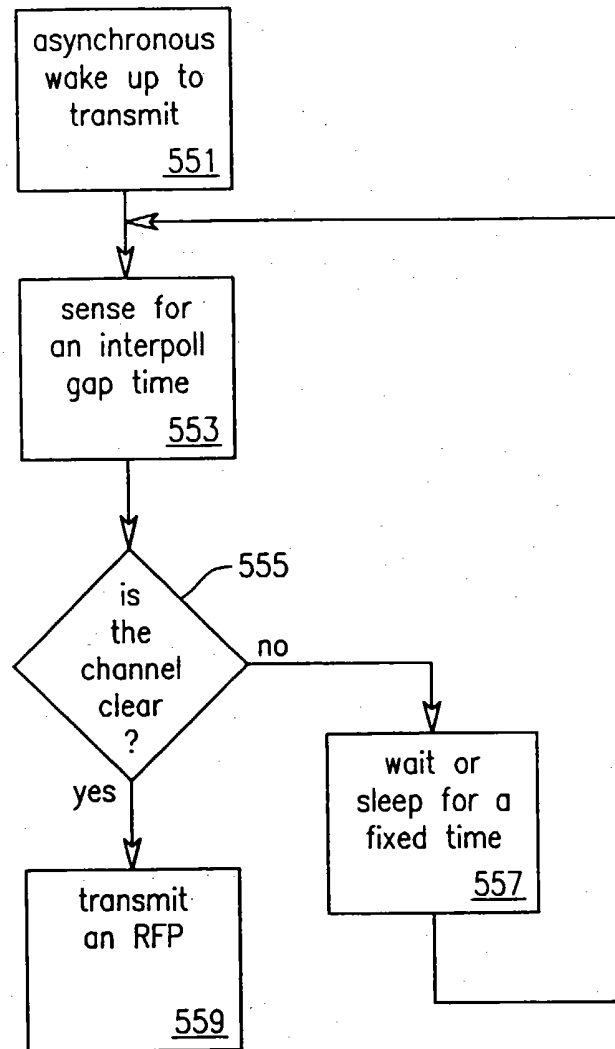 asynchronous
wake up to
transmit
551
sense for
an interpoll
gap time
553
555
is
the
channel
clear
?
no
yes
wait or
sleep for a
fixed time
557
transmit
an RFP
559